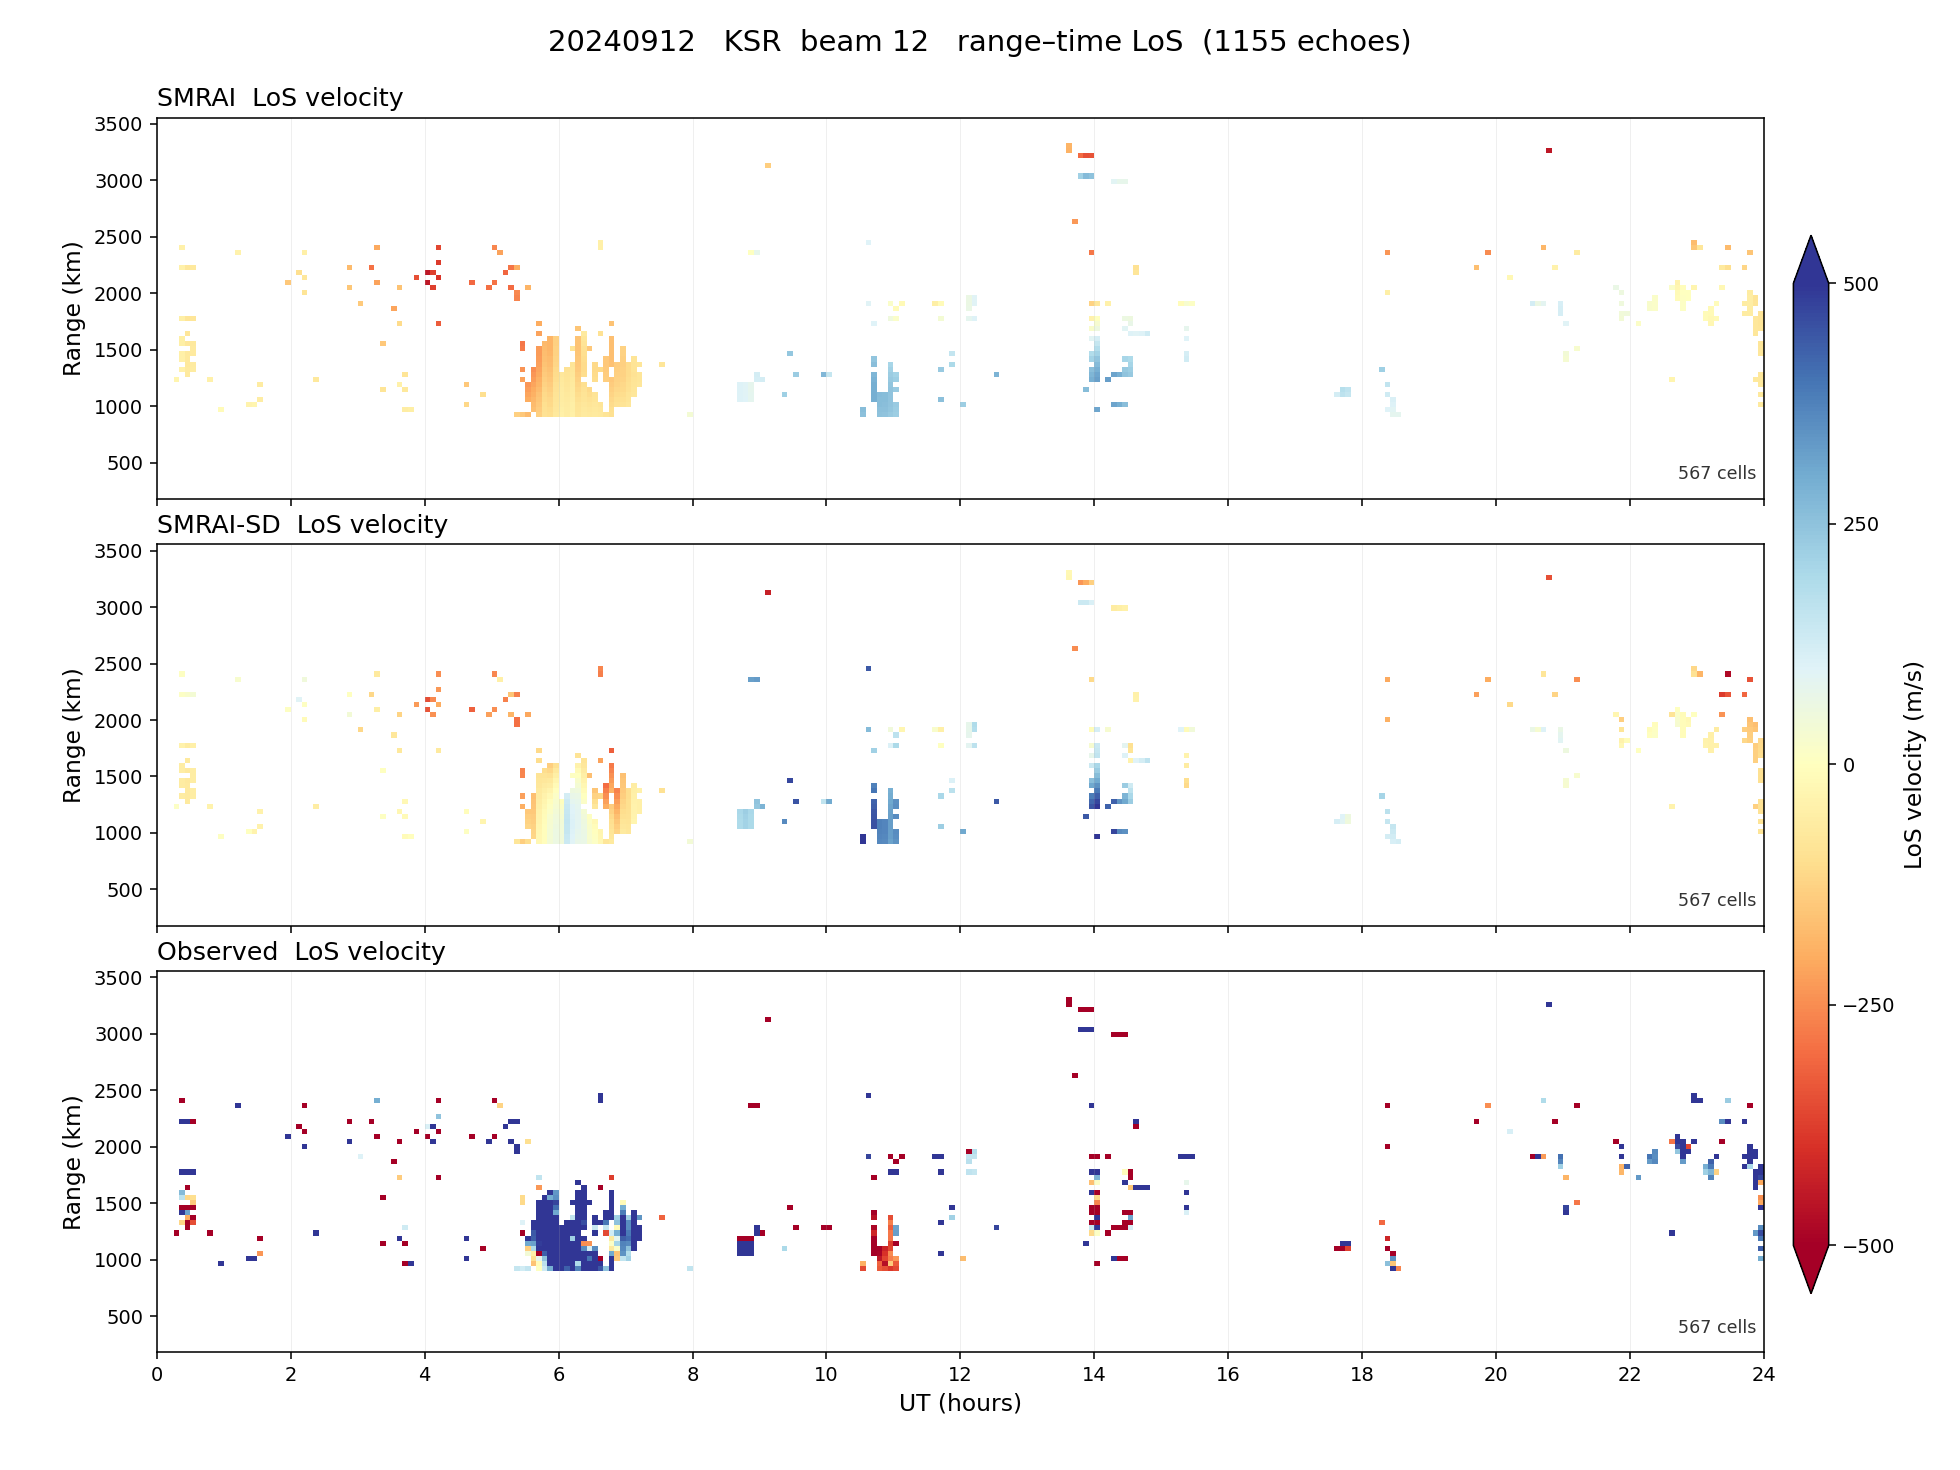 20240912 KSR beam 12 range–time LoS (1155 echoes)
SMRAI LoS velocity
3500
3000
2500
2000
1500
1000
500
Range (km)
567 cells
SMRAI-SD LoS velocity
3500
3000
2500
2000
1500
1000
500
Range (km)
567 cells
Observed LoS velocity
3500
3000
2500
2000
1500
1000
500
Range (km)
567 cells
0 2 4 6 8 10 12 14 16 18 20 22 24
UT (hours)
500
250
0
−250
−500
LoS velocity (m/s)